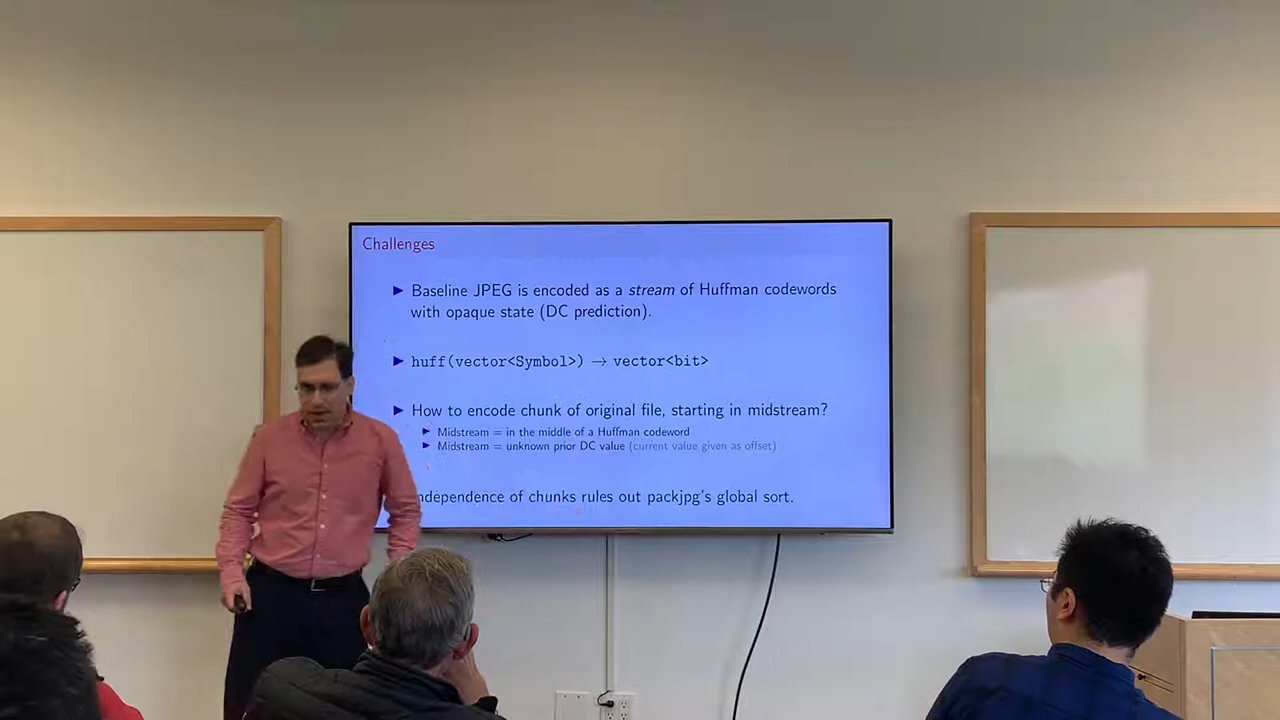 Challenges
▶ Baseline JPEG is encoded as a stream of Huffman codewords
with opaque state (DC prediction).
▶ huff(vector<Symbol>) → vector<bit>
▶ How to encode chunk of original file, starting in midstream?
▶ Midstream = in the middle of a Huffman codeword
▶ Midstream = unknown prior DC value (current value given as offset)
ndependence of chunks rules out packjpg's global sort.